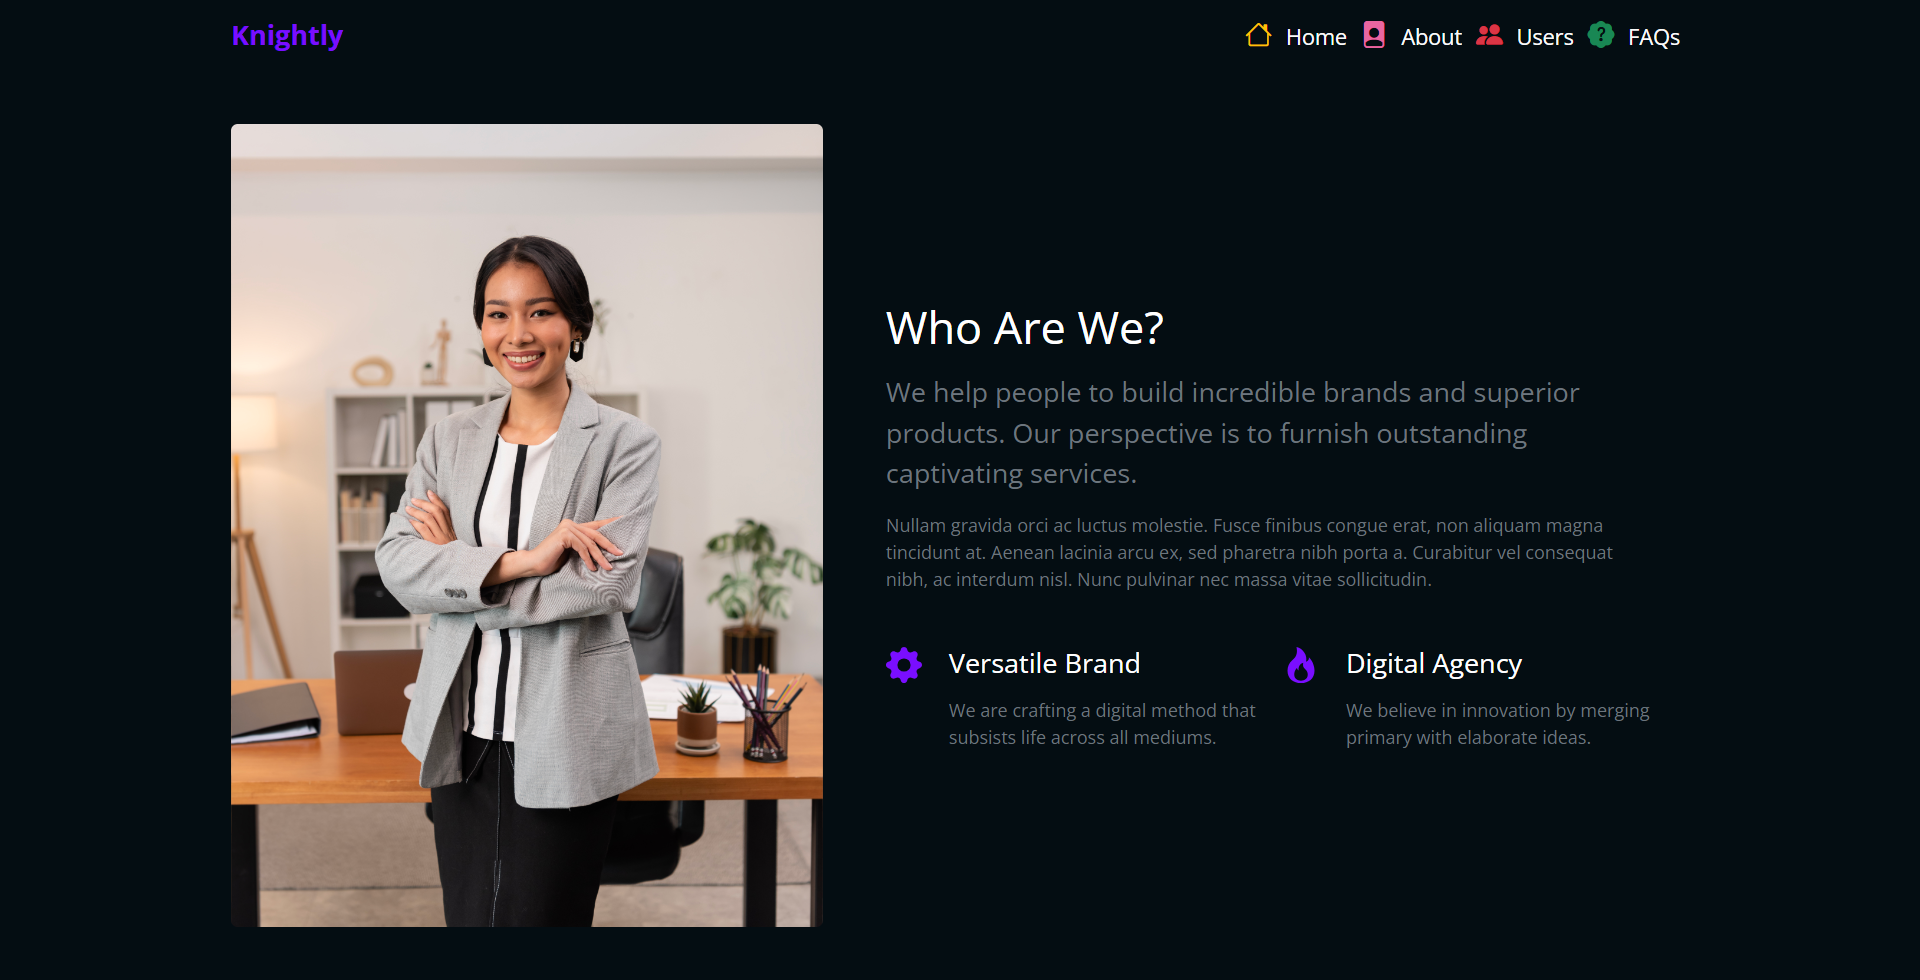 Knightly
Home About Users FAQs
Who Are We?
We help people to build incredible brands and superior
products. Our perspective is to furnish outstanding
captivating services.
Nullam gravida orci ac luctus molestie. Fusce finibus congue erat, non aliquam magna
tincidunt at. Aenean lacinia arcu ex, sed pharetra nibh porta a. Curabitur vel consequat
nibh, ac interdum nisl. Nunc pulvinar nec massa vitae sollicitudin.
Versatile Brand
We are crafting a digital method that
subsists life across all mediums.
Digital Agency
We believe in innovation by merging
primary with elaborate ideas.